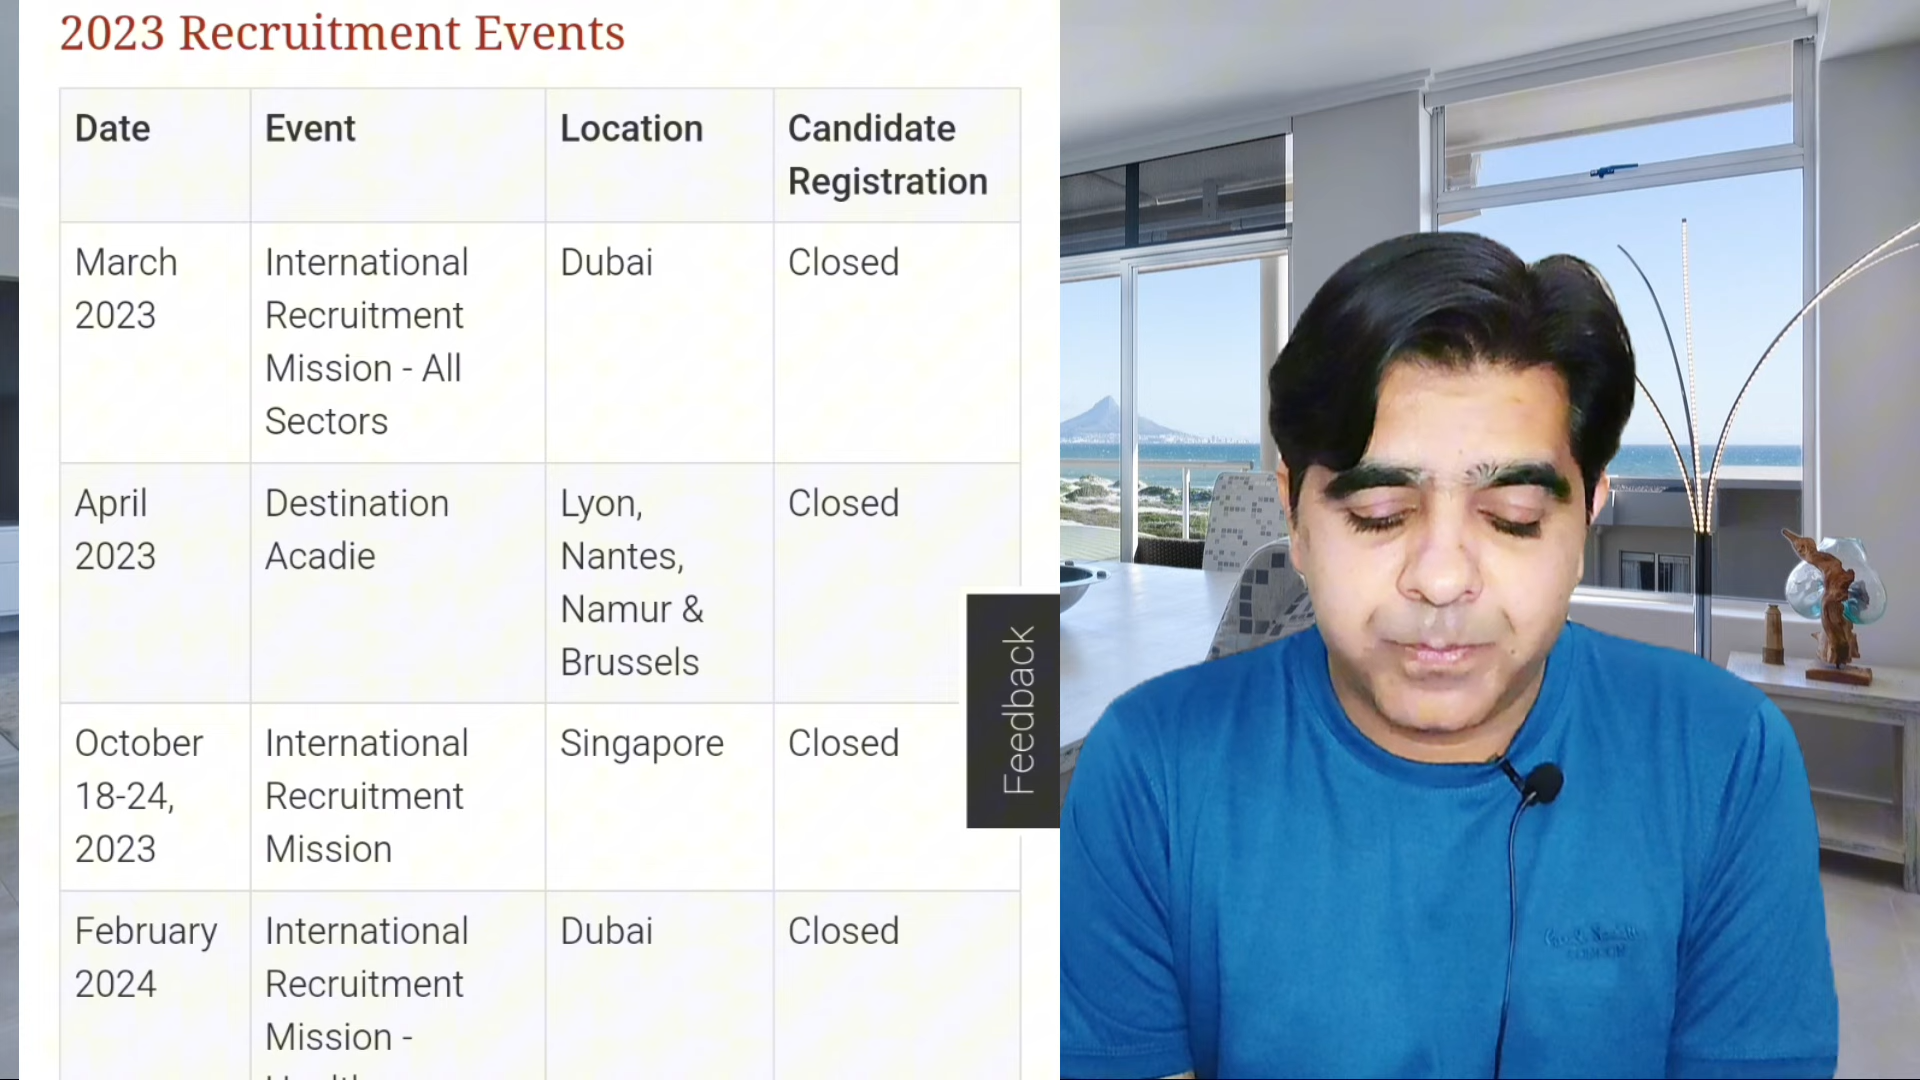 2023 Recruitment Events
Date
Event
Location
Candidate
Registration
March
2023
International
Recruitment
Mission - All
Sectors
Dubai
Closed
April
2023
Destination
Acadie
Lyon,
Nantes,
Namur &
Brussels
Closed
October
18-24,
2023
International
Recruitment
Mission
Singapore
Closed
February
2024
International
Recruitment
Mission -
Dubai
Closed
Feedback